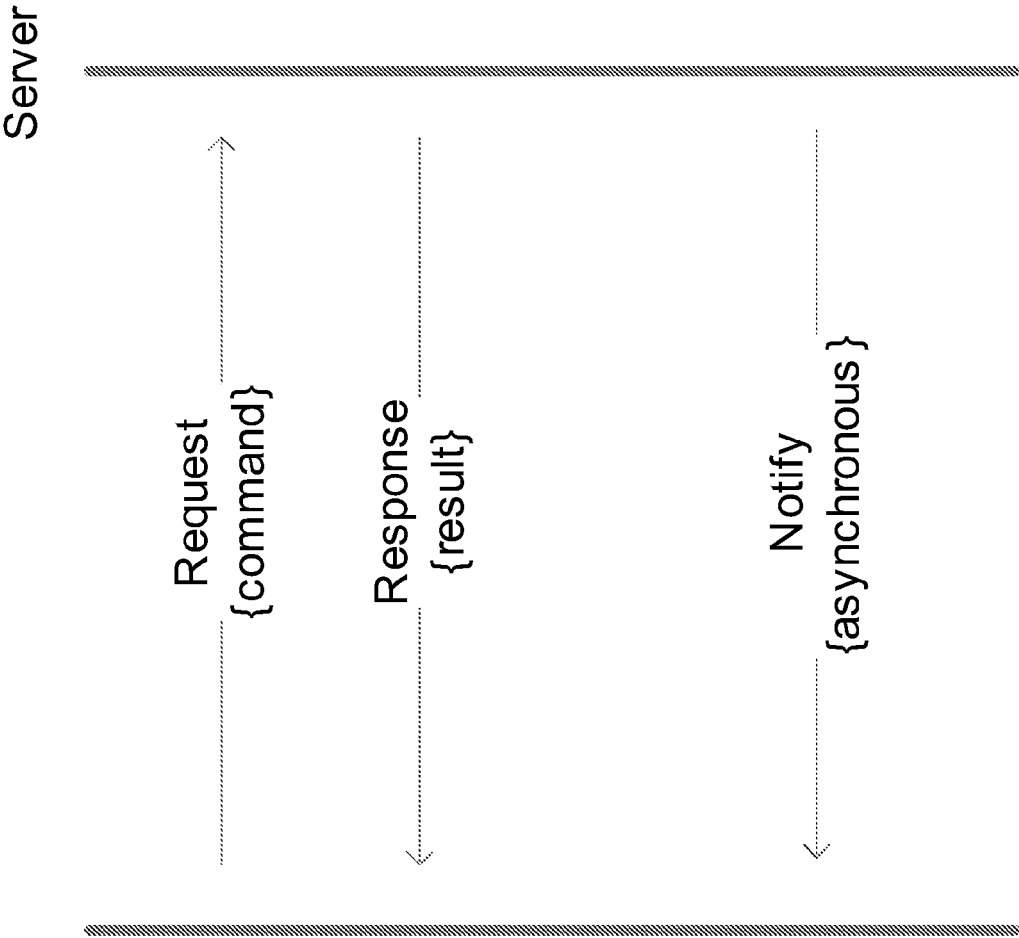 Server
Request
{command}
Response
{result}
Notify
{asynchronous }